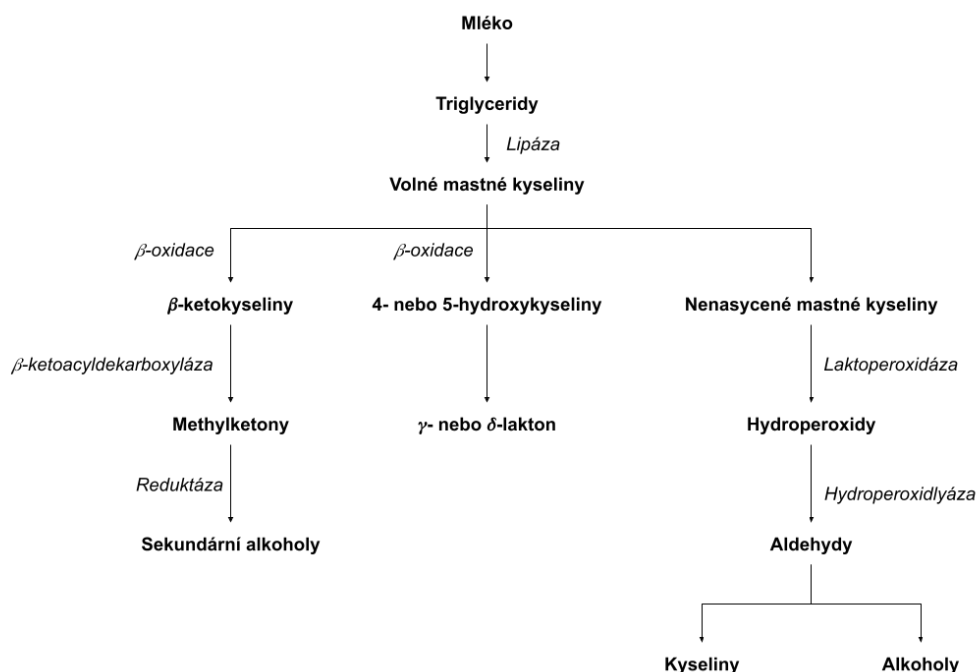 Mléko
Triglyceridy
Lipáza
Volné mastné kyseliny
β-oxidace
β-oxidace
β-ketokyseliny
4- nebo 5-hydroxykyseliny
Nenasycené mastné kyseliny
β-ketoacyldekarboxyláza
Laktoperoxidáza
Methylketony
γ- nebo δ-lakton
Hydroperoxidy
Reduktáza
Hydroperoxidlyáza
Sekundární alkoholy
Aldehydy
Kyseliny
Alkoholy